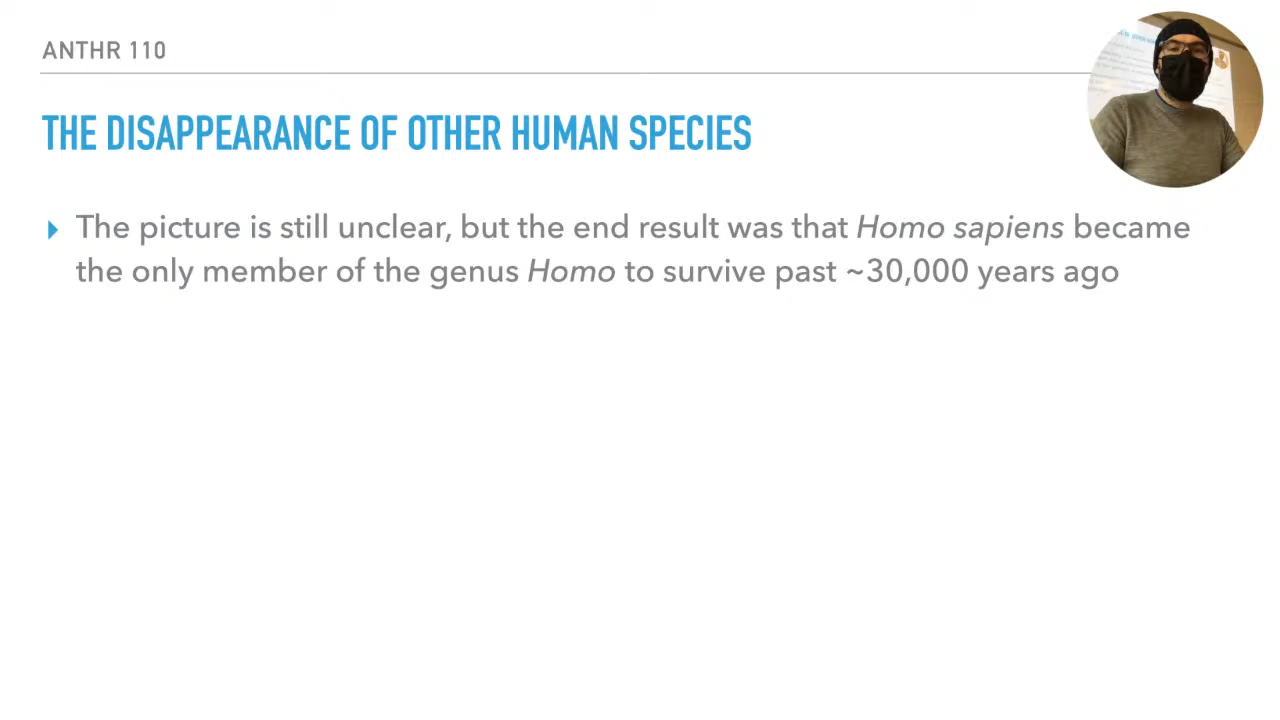 ANTHR 110
THE DISAPPEARANCE OF OTHER HUMAN SPECIES
The picture is still unclear, but the end result was that Homo sapiens became
the only member of the genus Homo to survive past ~30,000 years ago